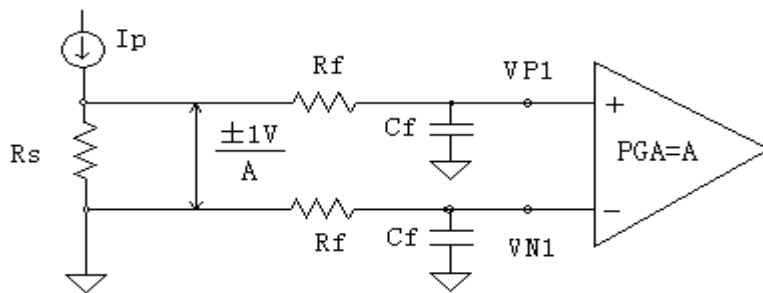 Ip
Rf
VP1
Cf
+
Rs
±1V
A
PGA=A
−
Rf
Cf
VN1